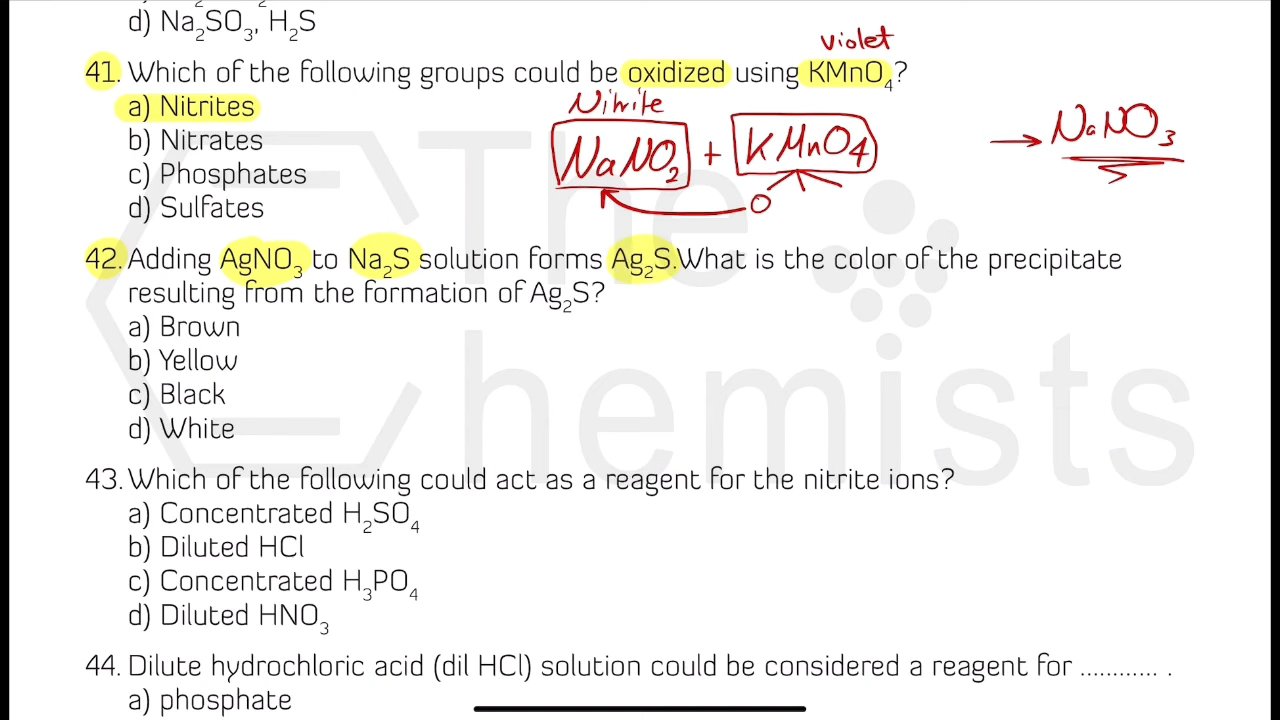 d) Na₂SO₃, H₂S
violet
41. Which of the following groups could be oxidized using KMnO₄?
a) Nitrites
Nitrite
NaNO₂ + KMnO₄ → NaNO₃
O
b) Nitrates
c) Phosphates
d) Sulfates
42. Adding AgNO₃ to Na₂S solution forms Ag₂S.What is the color of the precipitate
resulting from the formation of Ag₂S?
a) Brown
b) Yellow
c) Black
d) White
The
Chemists
43. Which of the following could act as a reagent for the nitrite ions?
a) Concentrated H₂SO₄
b) Diluted HCl
c) Concentrated H₃PO₄
d) Diluted HNO₃
44. Dilute hydrochloric acid (dil HCl) solution could be considered a reagent for ............ .
a) phosphate